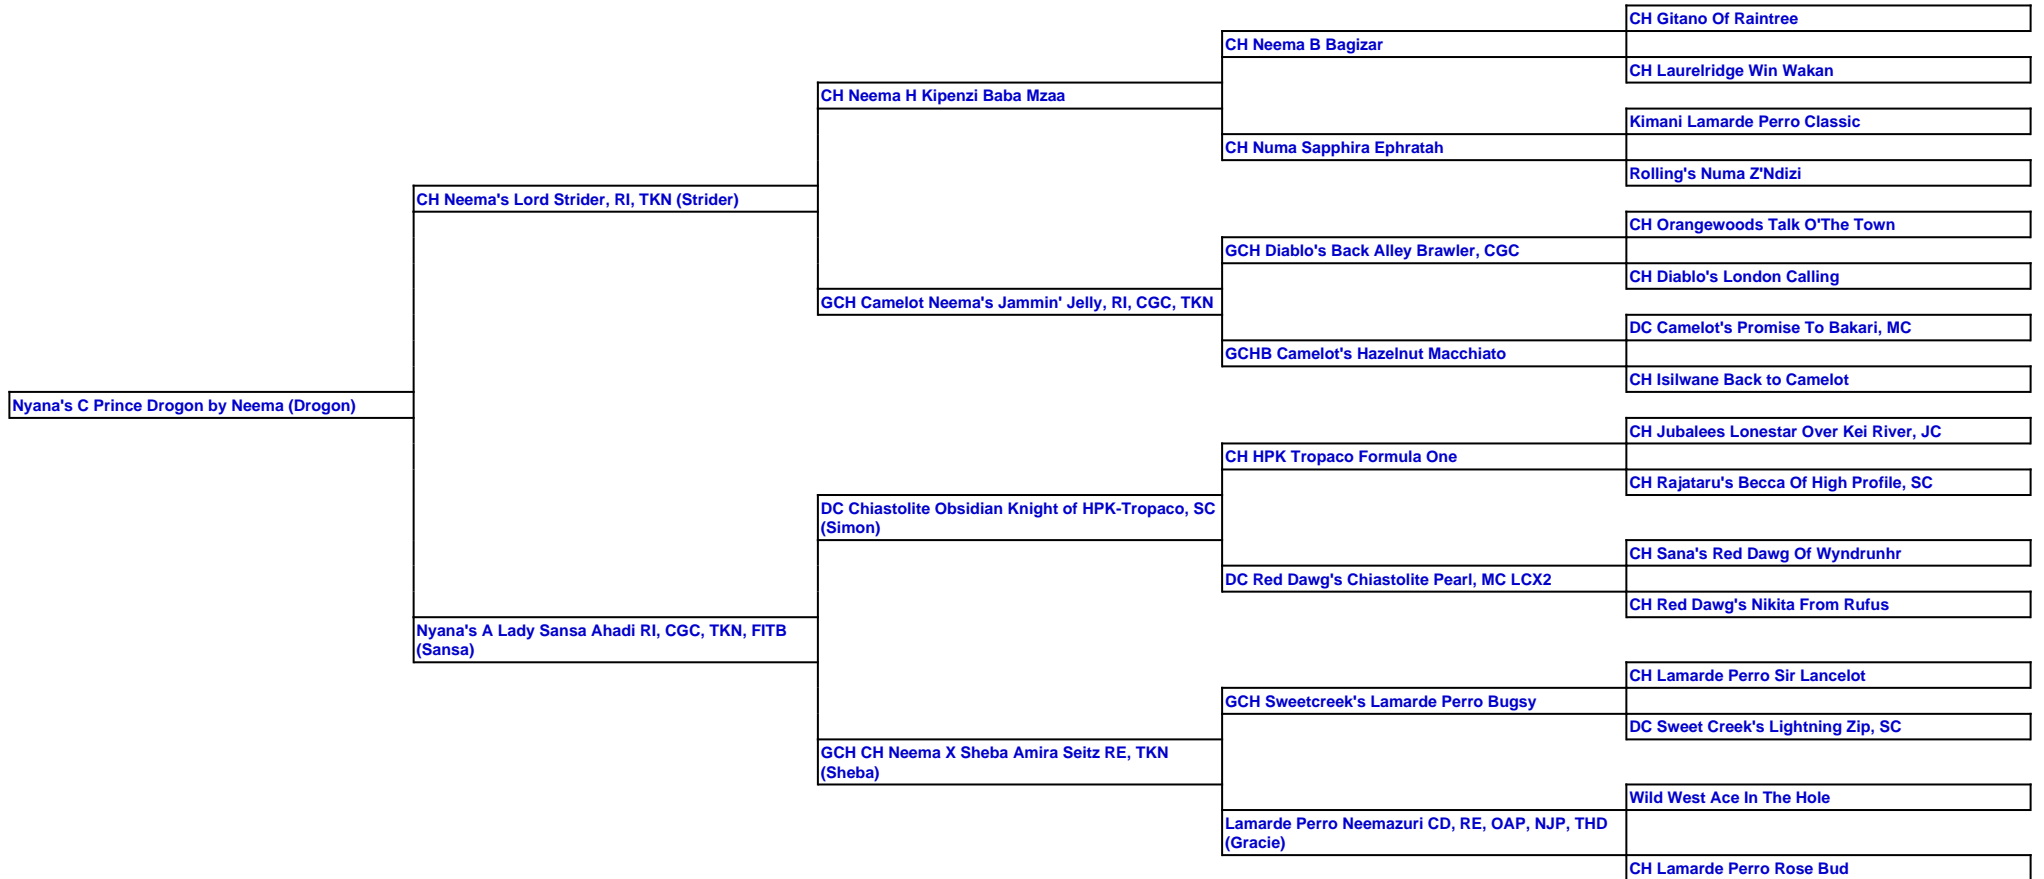 CH Gitano Of Raintree
CH Neema B Bagizar
CH Laurelridge Win Wakan
CH Neema H Kipenzi Baba Mzaa
Kimani Lamarde Perro Classic
CH Numa Sapphira Ephratah
Rolling's Numa Z'Ndizi
CH Neema's Lord Strider, RI, TKN (Strider)
CH Orangewoods Talk O'The Town
GCH Diablo's Back Alley Brawler, CGC
CH Diablo's London Calling
GCH Camelot Neema's Jammin' Jelly, RI, CGC, TKN
DC Camelot's Promise To Bakari, MC
GCHB Camelot's Hazelnut Macchiato
CH Isilwane Back to Camelot
Nyana's C Prince Drogon by Neema (Drogon)
CH Jubalees Lonestar Over Kei River, JC
CH HPK Tropaco Formula One
CH Rajataru's Becca Of High Profile, SC
DC Chiastolite Obsidian Knight of HPK-Tropaco, SC
(Simon)
CH Sana's Red Dawg Of Wyndrunhr
DC Red Dawg's Chiastolite Pearl, MC LCX2
CH Red Dawg's Nikita From Rufus
Nyana's A Lady Sansa Ahadi RI, CGC, TKN, FITB
(Sansa)
CH Lamarde Perro Sir Lancelot
GCH Sweetcreek's Lamarde Perro Bugsy
DC Sweet Creek's Lightning Zip, SC
GCH CH Neema X Sheba Amira Seitz RE, TKN
(Sheba)
Wild West Ace In The Hole
Lamarde Perro Neemazuri CD, RE, OAP, NJP, THD
(Gracie)
CH Lamarde Perro Rose Bud